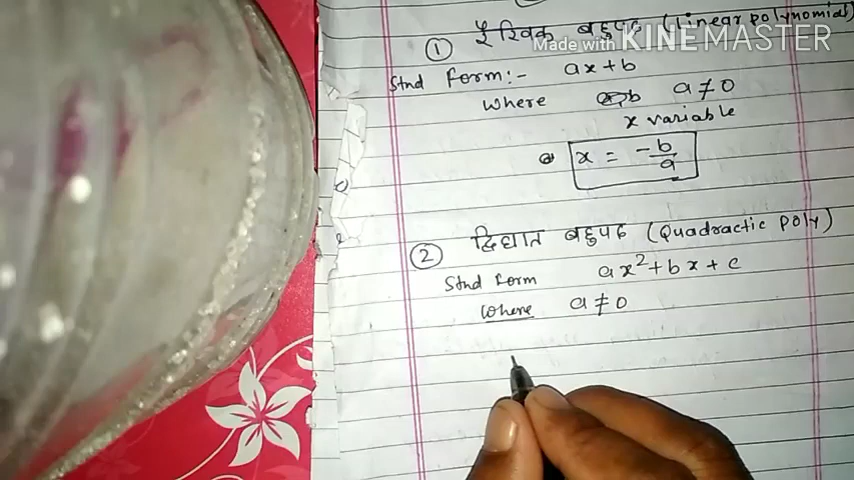 ① रैखिक बहुपद (Linear polynomial)
Made with KINEMASTER
Stnd Form:- ax+b
Where a≠0
x variable
x = -b/a
② द्विघात बहुपद (Quadractic Poly)
Stnd Form ax²+bx+c
Where a≠0